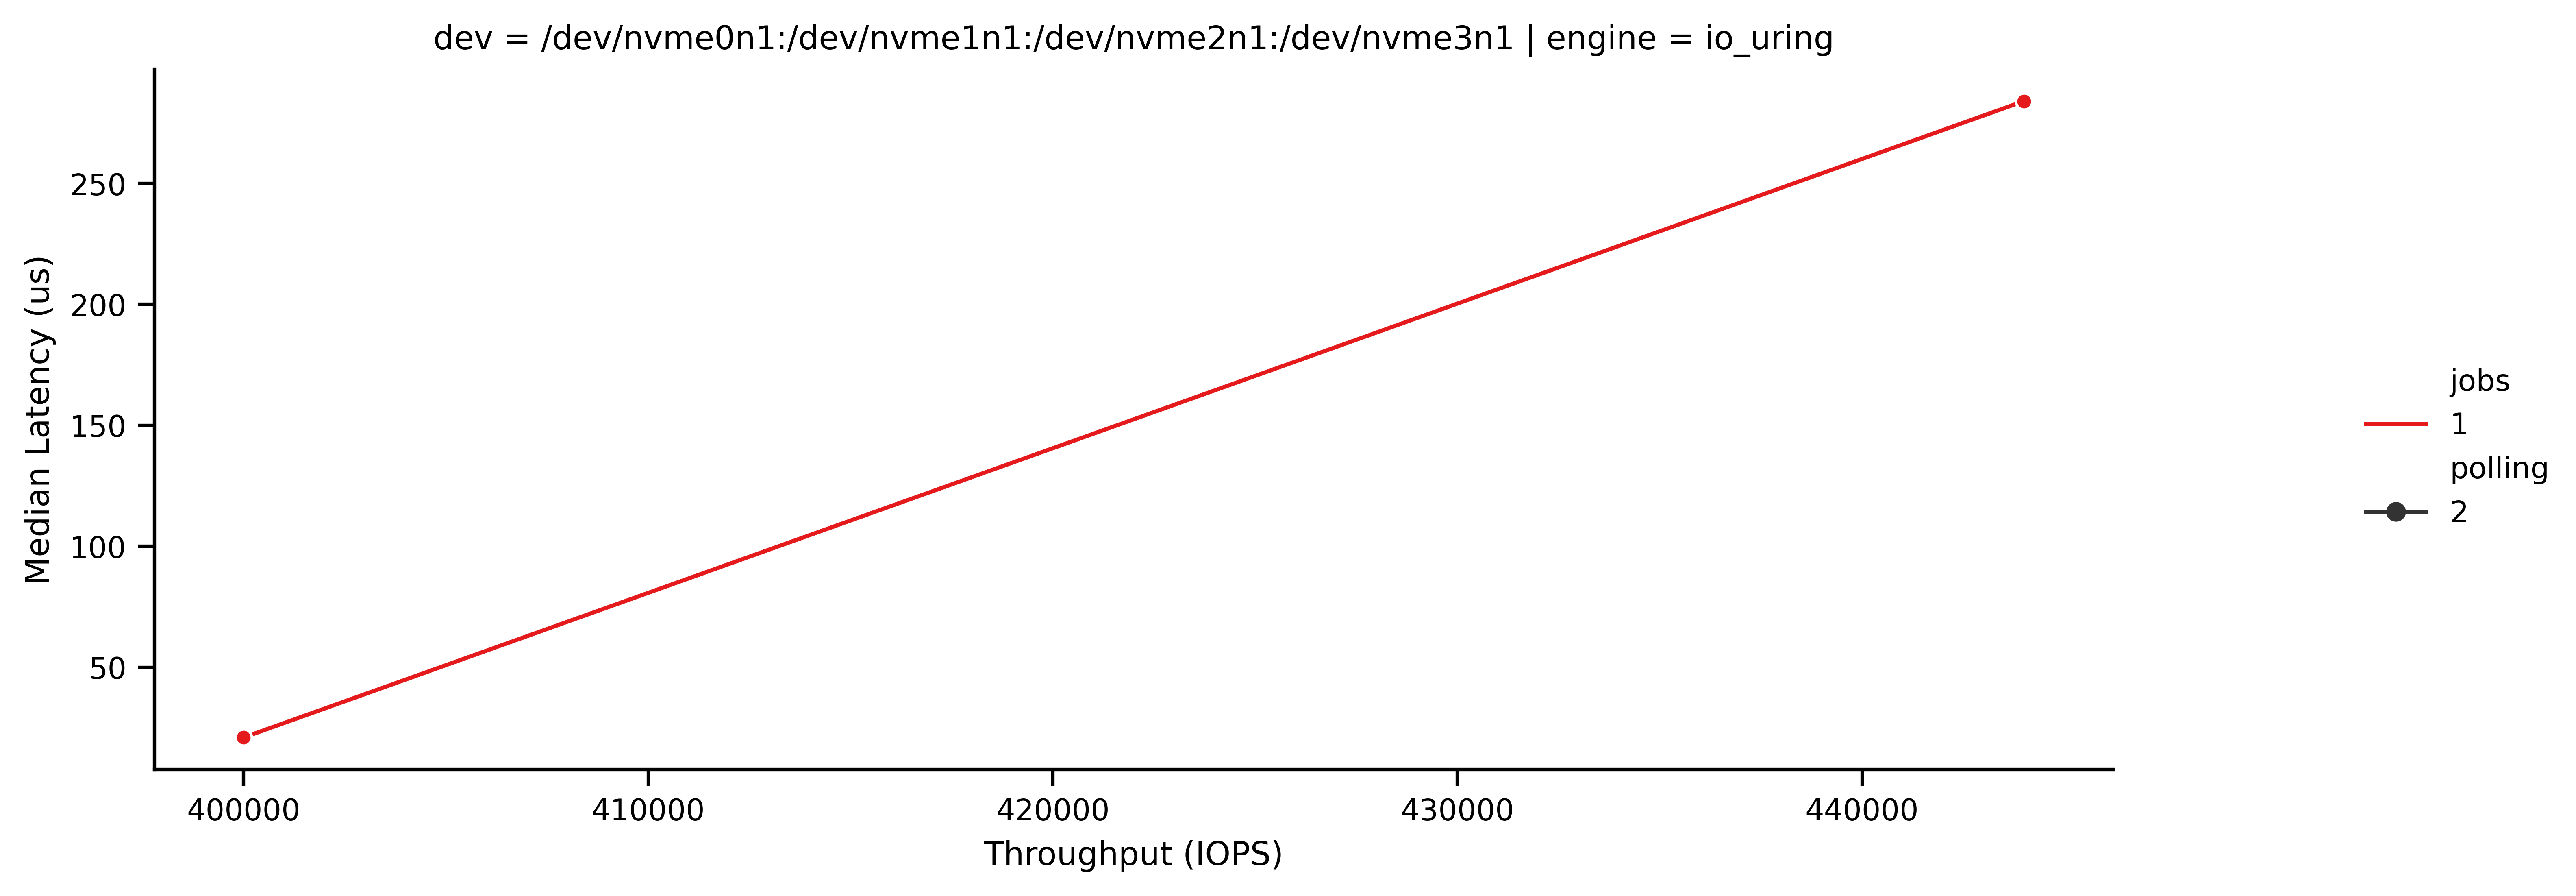 dev = /dev/nvme0n1:/dev/nvme1n1:/dev/nvme2n1:/dev/nvme3n1 | engine = io_uring
Median Latency (us)
250
200
150
100
50
400000
410000
420000
430000
440000
Throughput (IOPS)
jobs
1
polling
2